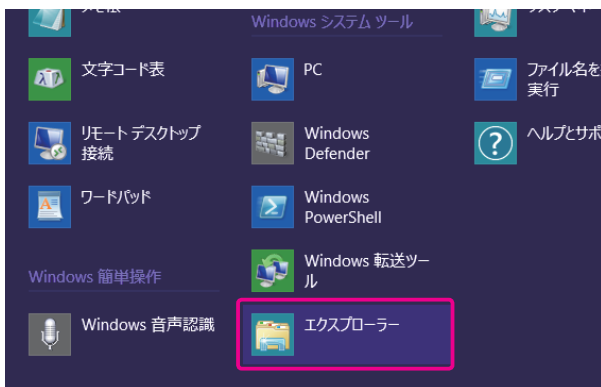 文字コード表
リモート デスクトップ
接続
ワードパッド
Windows 簡単操作
Windows 音声認識
Windows システム ツール
PC
Windows
Defender
Windows
PowerShell
Windows 転送ツー
ル
エクスプローラー
ファイル名を
実行
ヘルプとサポ